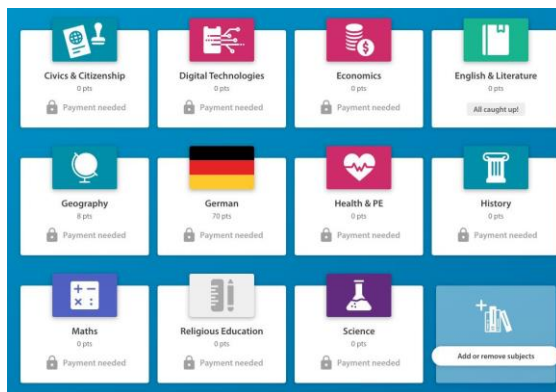 Civics & Citizenship
0 pts
Payment needed
Digital Technologies
0 pts
Payment needed
Economics
0 pts
Payment needed
English & Literature
0 pts
All caught up!
Geography
8 pts
Payment needed
German
70 pts
Payment needed
Health & PE
0 pts
Payment needed
History
0 pts
Payment needed
Maths
0 pts
Payment needed
Religious Education
0 pts
Payment needed
Science
0 pts
Payment needed
Add or remove subjects